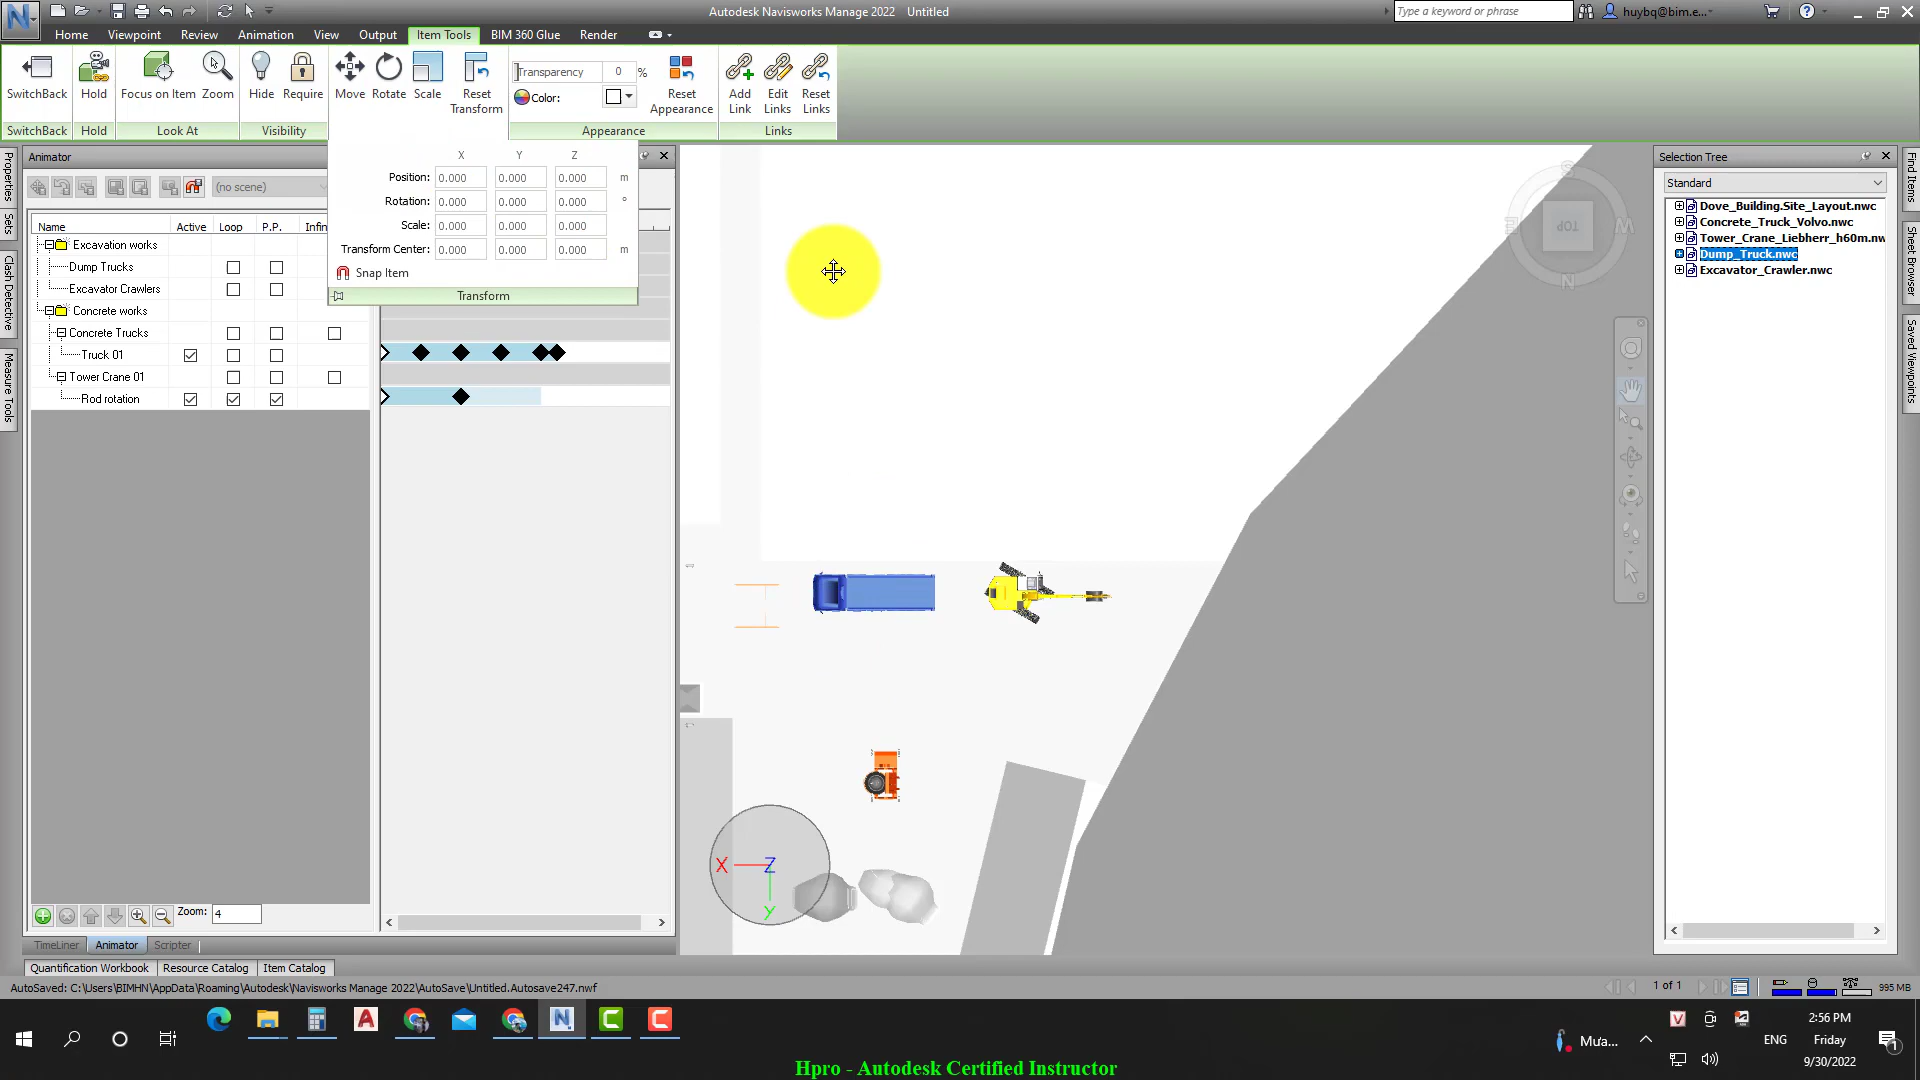 Autodesk Navisworks Manage 2022 Untitled
Type a keyword or phrase
huybq@bim.e...
Home Viewpoint Review Animation View Output Item Tools BIM 360 Glue Render
SwitchBack Hold Focus on Item Zoom Hide Require Move Rotate Scale Reset Transform
Transparency 0 %
Color:
Reset Appearance
Add Link Edit Links Reset Links
SwitchBack Hold Look At Visibility Appearance Links
X Y Z
Position: 0.000 0.000 0.000 m
Rotation: 0.000 0.000 0.000 °
Scale: 0.000 0.000 0.000
Transform Center: 0.000 0.000 0.000 m
Snap Item
Transform
Properties
Sets
Clash Detective
Measure Tools
Animator
(no scene)
Name Active Loop P.P. Infin
Excavation works
Dump Trucks
Excavator Crawlers
Concrete works
Concrete Trucks
Truck 01
Tower Crane 01
Rod rotation
Zoom: 4
TimeLiner Animator Scripter
Quantification Workbook Resource Catalog Item Catalog
TOP
S
E
W
N
X Z
Y
Selection Tree
Standard
Dove_Building.Site_Layout.nwc
Concrete_Truck_Volvo.nwc
Tower_Crane_Liebherr_h60m.nw
Dump_Truck.nwc
Excavator_Crawler.nwc
Find Items
Sheet Browser
Saved Viewpoints
AutoSaved: C:\Users\BIMHN\AppData\Roaming\Autodesk\Navisworks Manage 2022\AutoSave\Untitled.Autosave247.nwf
1 of 1
995 MB
Mưa...
ENG
2:56 PM
Friday
9/30/2022
1
Hpro - Autodesk Certified Instructor